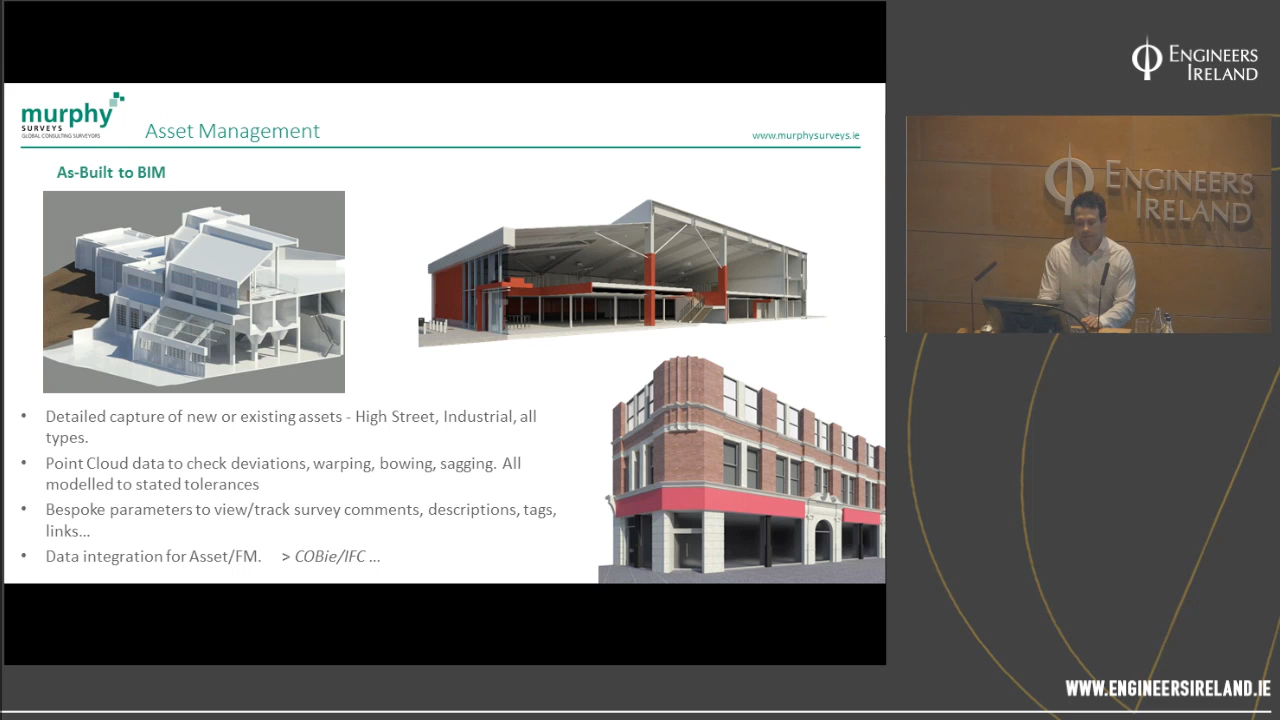 murphy
SURVEYS
GLOBAL CONSULTING SURVEYORS
Asset Management
www.murphysurveys.ie
As-Built to BIM
• Detailed capture of new or existing assets - High Street, Industrial, all
types.
• Point Cloud data to check deviations, warping, bowing, sagging. All
modelled to stated tolerances
• Bespoke parameters to view/track survey comments, descriptions, tags,
links...
• Data integration for Asset/FM. > COBie/IFC ...
ENGINEERS
IRELAND
ENGINEERS
IRELAND
WWW.ENGINEERSIRELAND.IE